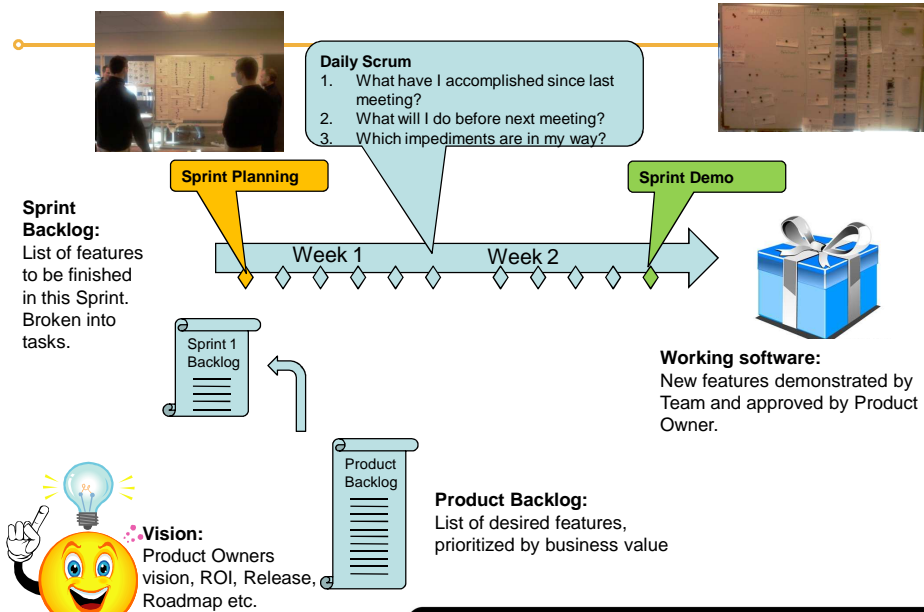 Daily Scrum
1. What have I accomplished since last
meeting?
2. What will I do before next meeting?
3. Which impediments are in my way?
Sprint Planning
Sprint Demo
Sprint
Backlog:
List of features
to be finished
in this Sprint.
Broken into
tasks.
Week 1
Week 2
Sprint 1
Backlog
Working software:
New features demonstrated by
Team and approved by Product
Owner.
Product
Backlog
Product Backlog:
List of desired features,
prioritized by business value
Vision:
Product Owners
vision, ROI, Release,
Roadmap etc.